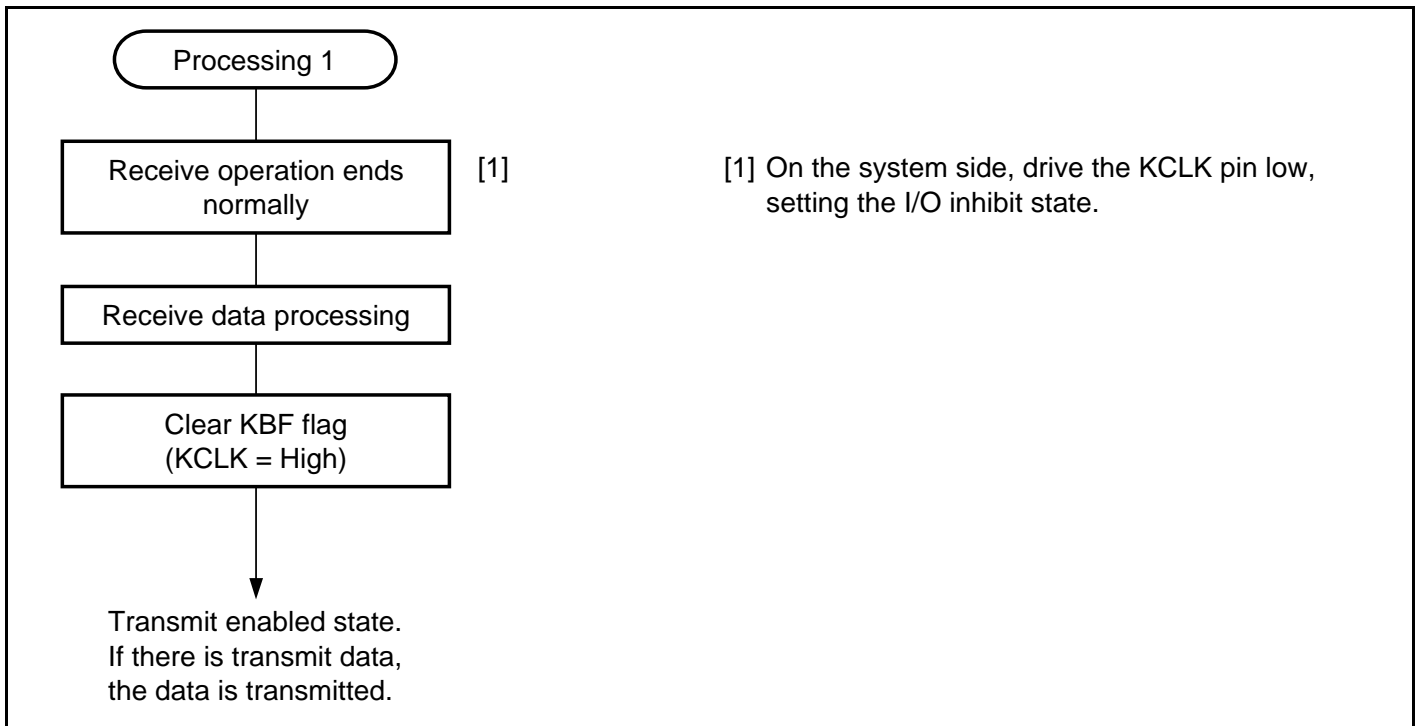 Processing 1
Receive operation ends
normally
[1]
[1] On the system side, drive the KCLK pin low,
setting the I/O inhibit state.
Receive data processing
Clear KBF flag
(KCLK = High)
Transmit enabled state.
If there is transmit data,
the data is transmitted.